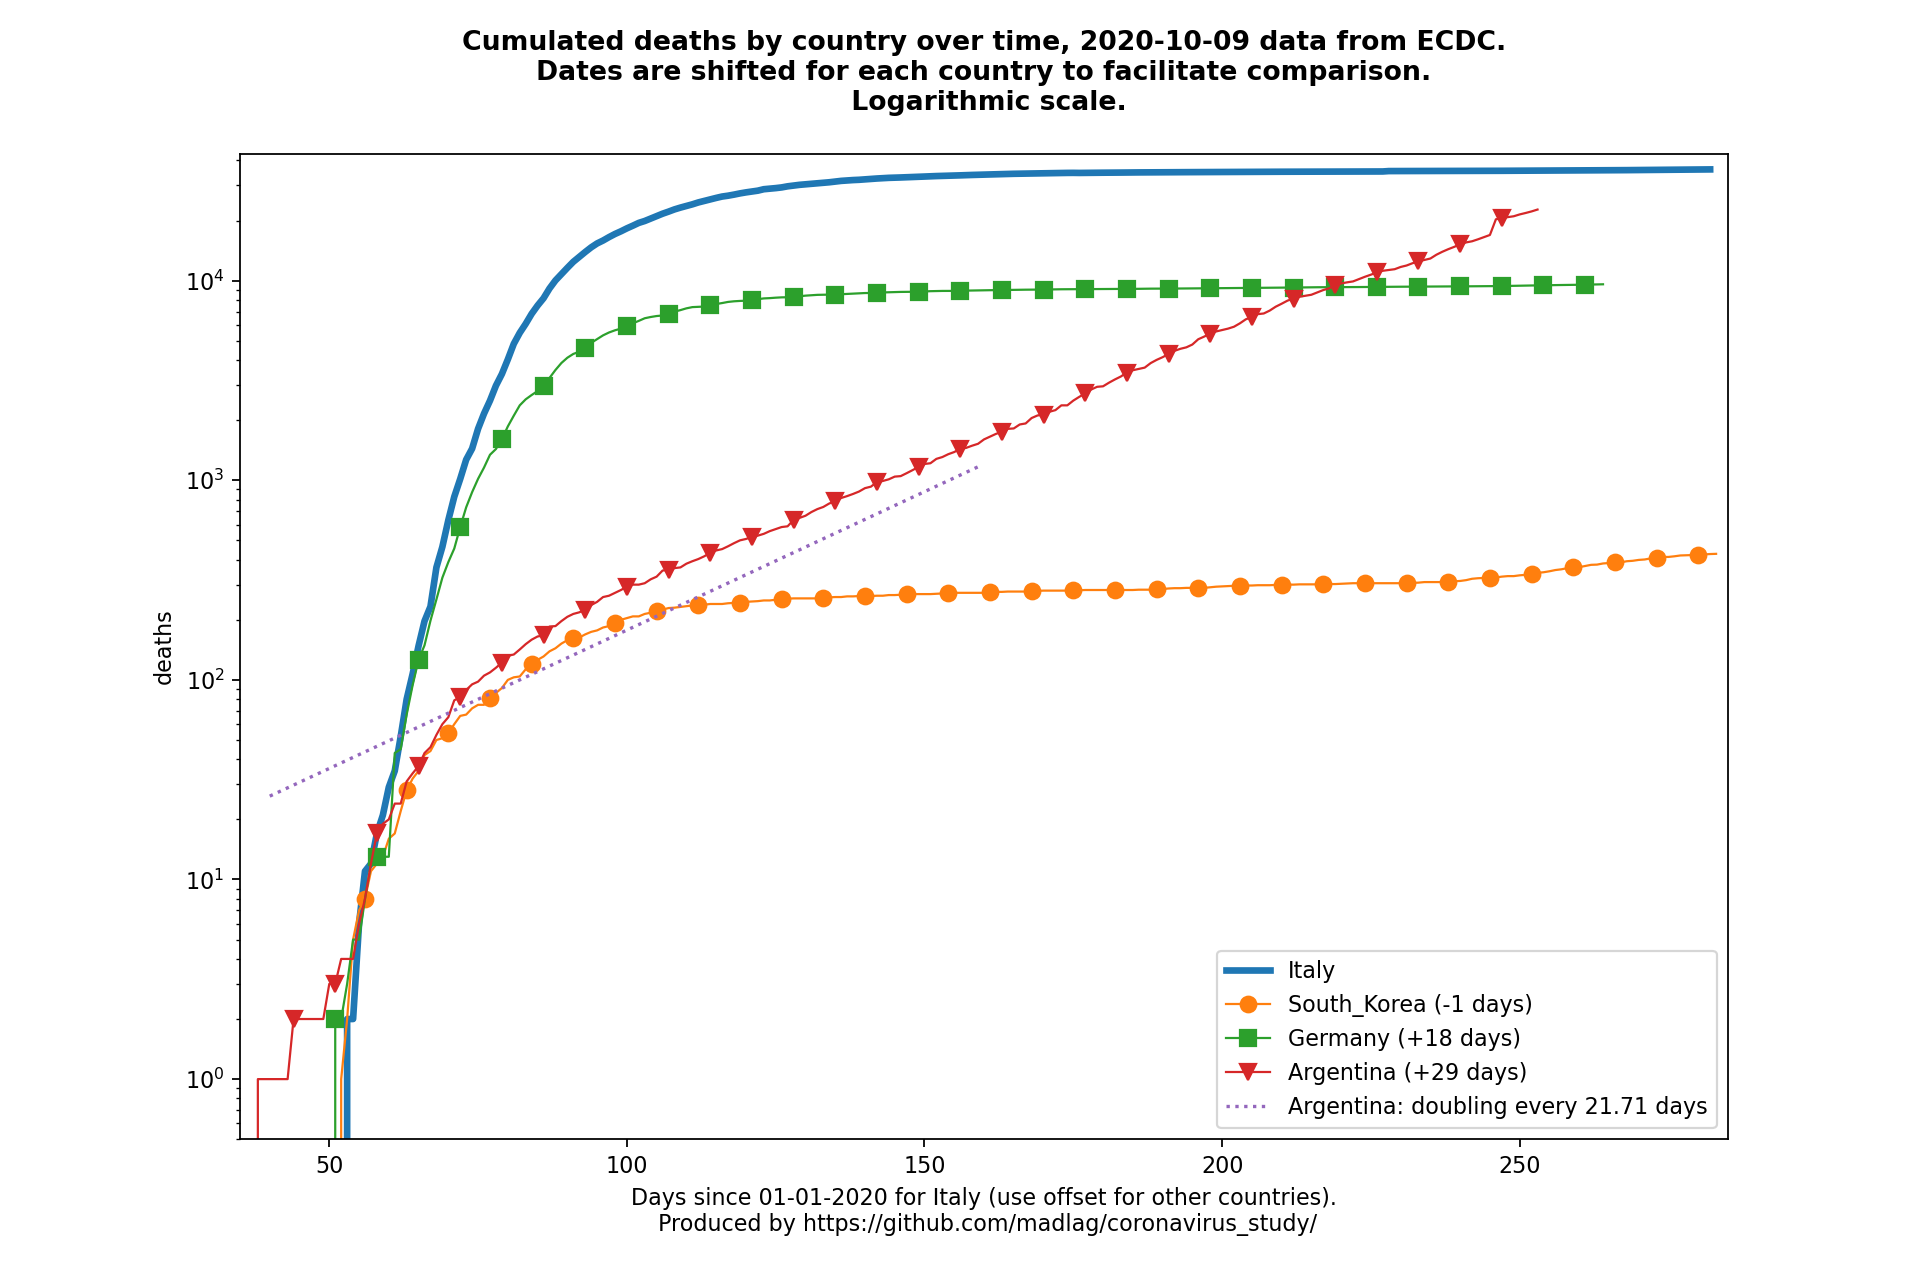 Cumulated deaths by country over time, 2020-10-09 data from ECDC.
Dates are shifted for each country to facilitate comparison.
Logarithmic scale.
10⁴
10³
10²
10¹
10⁰
deaths
Italy
South_Korea (-1 days)
Germany (+18 days)
Argentina (+29 days)
Argentina: doubling every 21.71 days
50 100 150 200 250
Days since 01-01-2020 for Italy (use offset for other countries).
Produced by https://github.com/madlag/coronavirus_study/